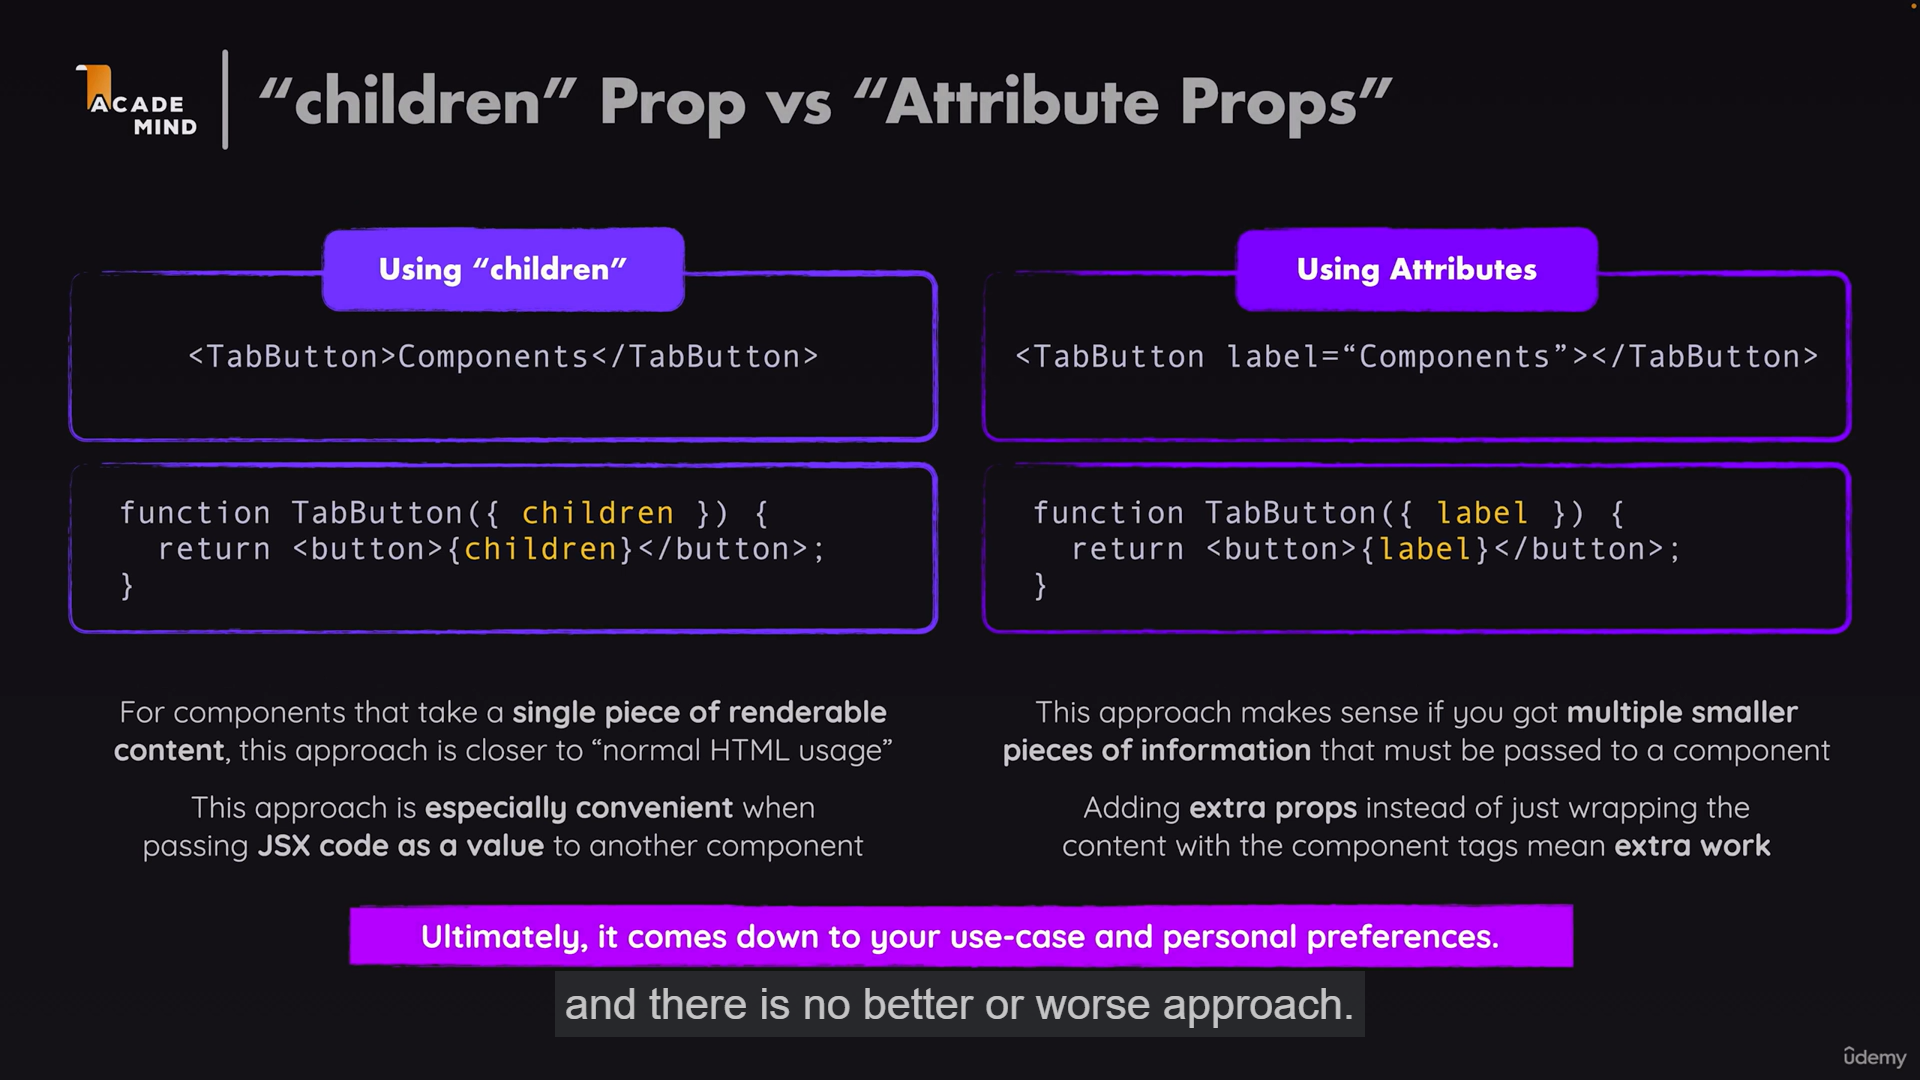 ACADE
MIND
“children” Prop vs “Attribute Props”
Using “children”
<TabButton>Components</TabButton>
function TabButton({ children }) {
  return <button>{children}</button>;
}
For components that take a single piece of renderable
content, this approach is closer to “normal HTML usage”
This approach is especially convenient when
passing JSX code as a value to another component
Using Attributes
<TabButton label=“Components”></TabButton>
function TabButton({ label }) {
  return <button>{label}</button>;
}
This approach makes sense if you got multiple smaller
pieces of information that must be passed to a component
Adding extra props instead of just wrapping the
content with the component tags mean extra work
Ultimately, it comes down to your use-case and personal preferences.
and there is no better or worse approach.
ûdemy